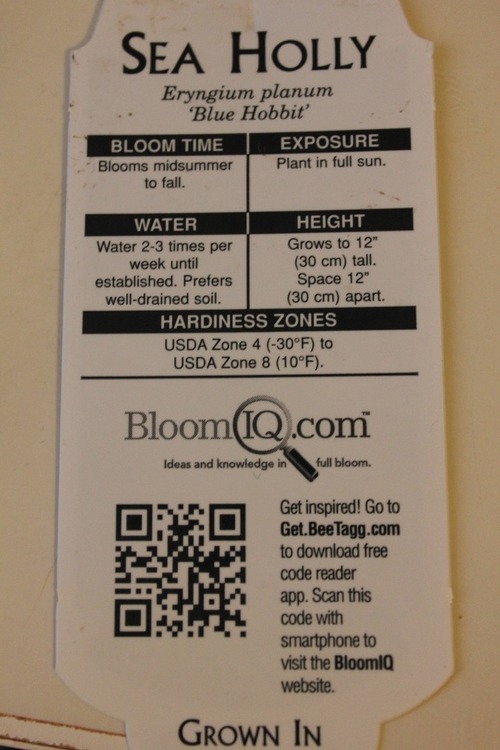 SEA HOLLY
Eryngium planum
‘Blue Hobbit’
BLOOM TIME
Blooms midsummer
to fall.
EXPOSURE
Plant in full sun.
WATER
Water 2-3 times per
week until
established. Prefers
well-drained soil.
HEIGHT
Grows to 12”
(30 cm) tall.
Space 12”
(30 cm) apart.
HARDINESS ZONES
USDA Zone 4 (-30°F) to
USDA Zone 8 (10°F).
BloomIQ.com™
Ideas and knowledge in full bloom.
Get inspired! Go to
Get.BeeTagg.com
to download free
code reader
app. Scan this
code with
smartphone to
visit the BloomIQ
website.
GROWN IN